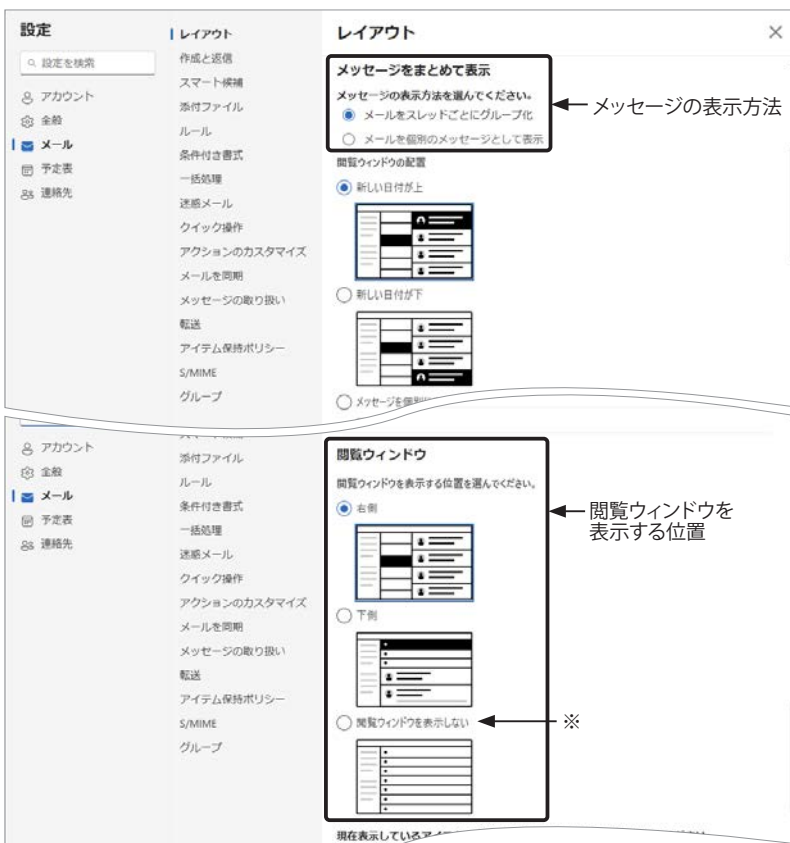 設定
設定を検索
アカウント
全般
メール
予定表
連絡先
レイアウト
作成と返信
スマート候補
添付ファイル
ルール
条件付き書式
一括処理
迷惑メール
クイック操作
アクションのカスタマイズ
メールを同期
メッセージの取り扱い
転送
アイテム保持ポリシー
S/MIME
グループ
レイアウト
メッセージをまとめて表示
メッセージの表示方法を選んでください。
メールをスレッドごとにグループ化
メールを個別のメッセージとして表示
メッセージの表示方法
閲覧ウィンドウの配置
新しい日付が上
新しい日付が下
メッセージを個別に
アカウント
全般
メール
予定表
連絡先
添付ファイル
ルール
条件付き書式
一括処理
迷惑メール
クイック操作
アクションのカスタマイズ
メールを同期
メッセージの取り扱い
転送
アイテム保持ポリシー
S/MIME
グループ
閲覧ウィンドウ
閲覧ウィンドウを表示する位置を選んでください。
右側
下側
閲覧ウィンドウを表示しない
閲覧ウィンドウを
表示する位置
※
現在表示しているアイ